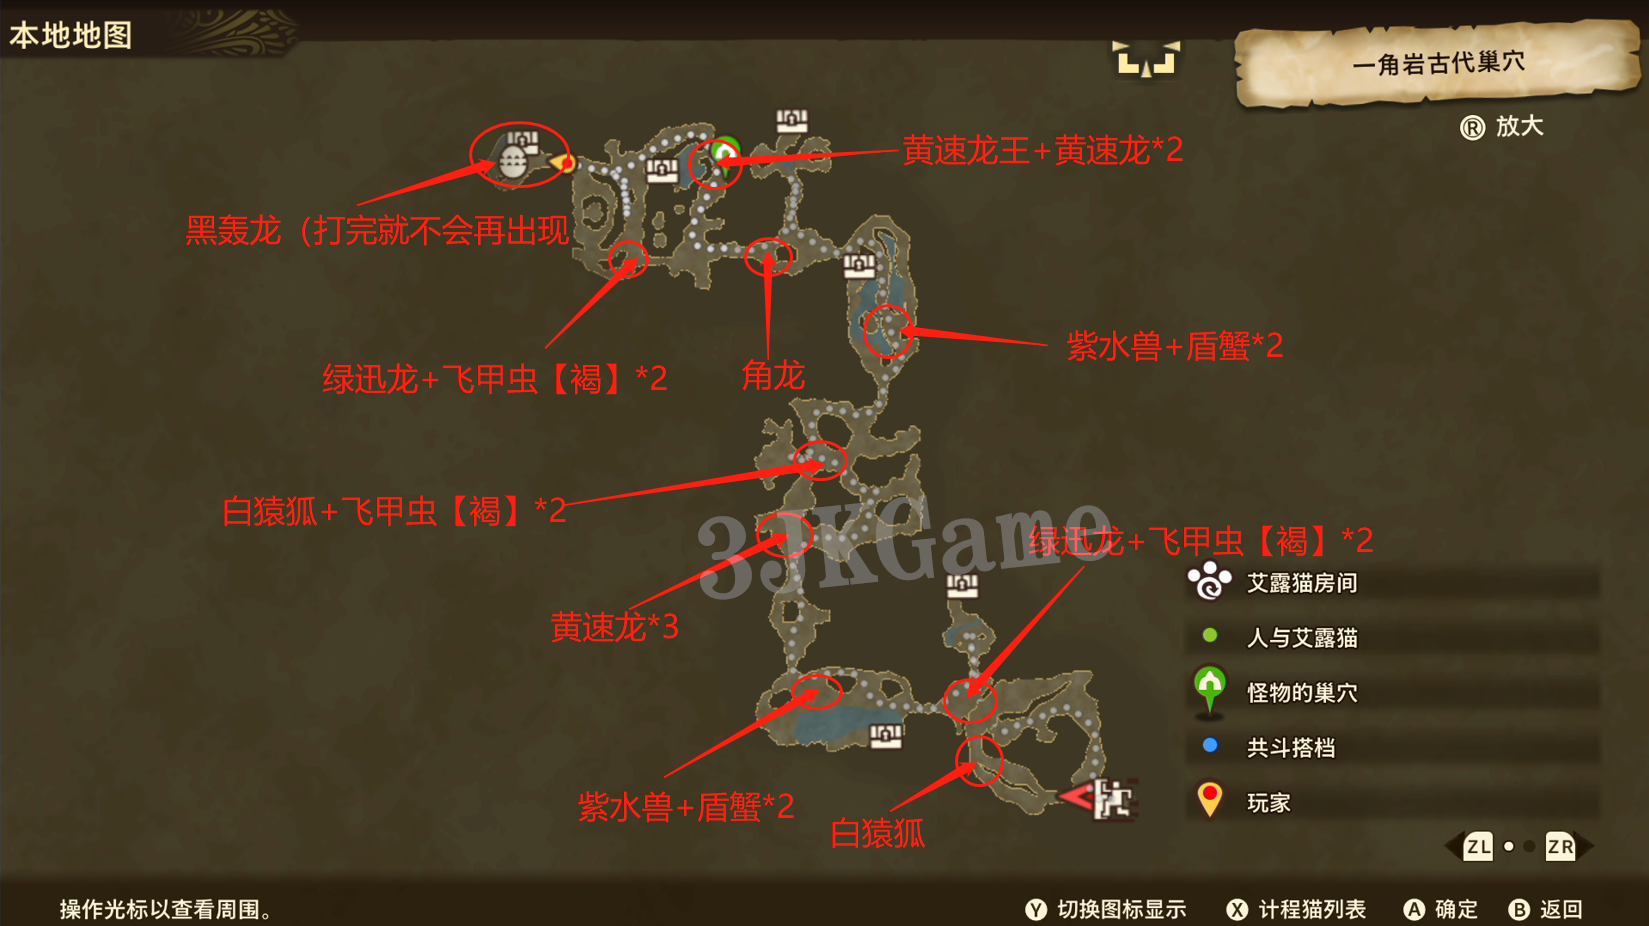 本地地图
一角岩古代巢穴
R 放大
黄速龙王+黄速龙*2
黑轰龙（打完就不会再出现
紫水兽+盾蟹*2
绿迅龙+飞甲虫【褐】*2
角龙
白猿狐+飞甲虫【褐】*2
3JKGame
绿迅龙+飞甲虫【褐】*2
艾露猫房间
黄速龙*3
人与艾露猫
怪物的巢穴
共斗搭档
紫水兽+盾蟹*2
玩家
白猿狐
ZL ZR
操作光标以查看周围。
Y 切换图标显示 X 计程猫列表 A 确定 B 返回